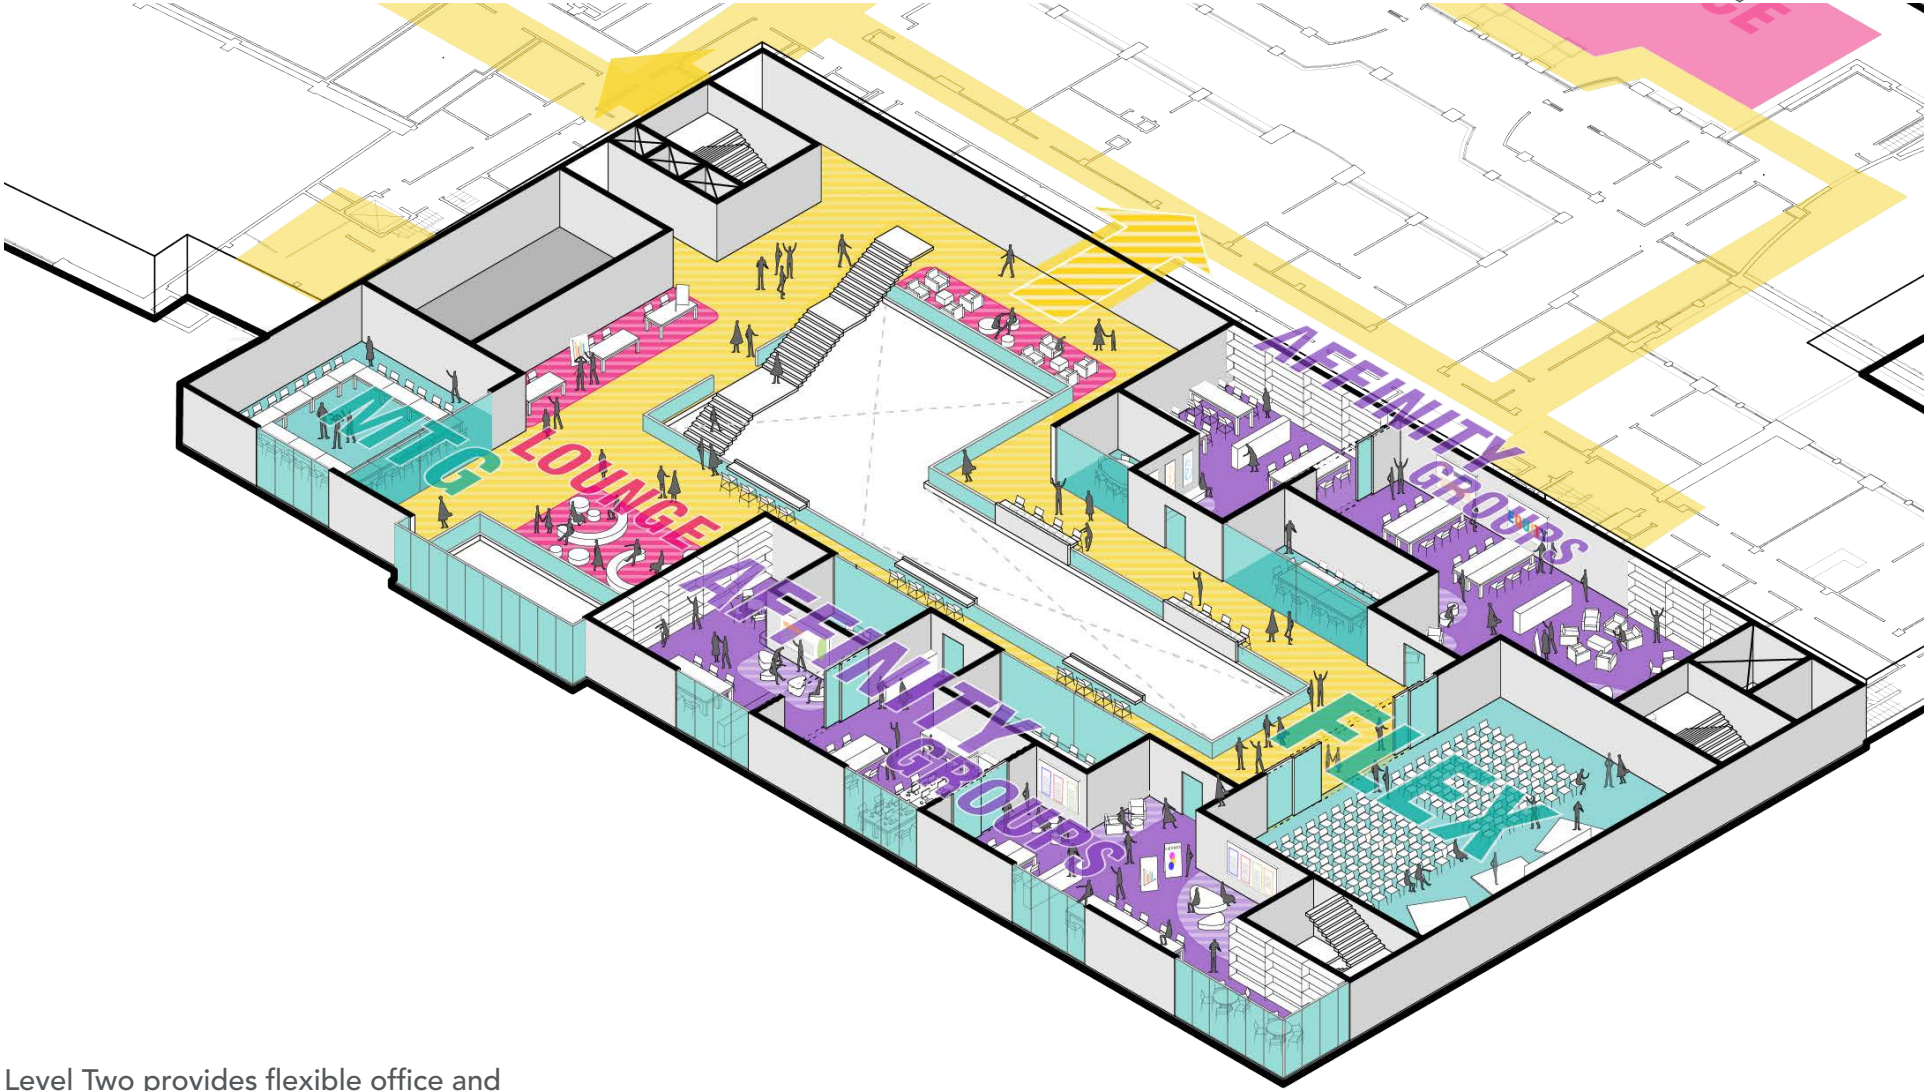 AFFINITY
GROUPS
MTG
LOUNGE
AFFINITY
GROUPS
FLEX
Level Two provides flexible office and